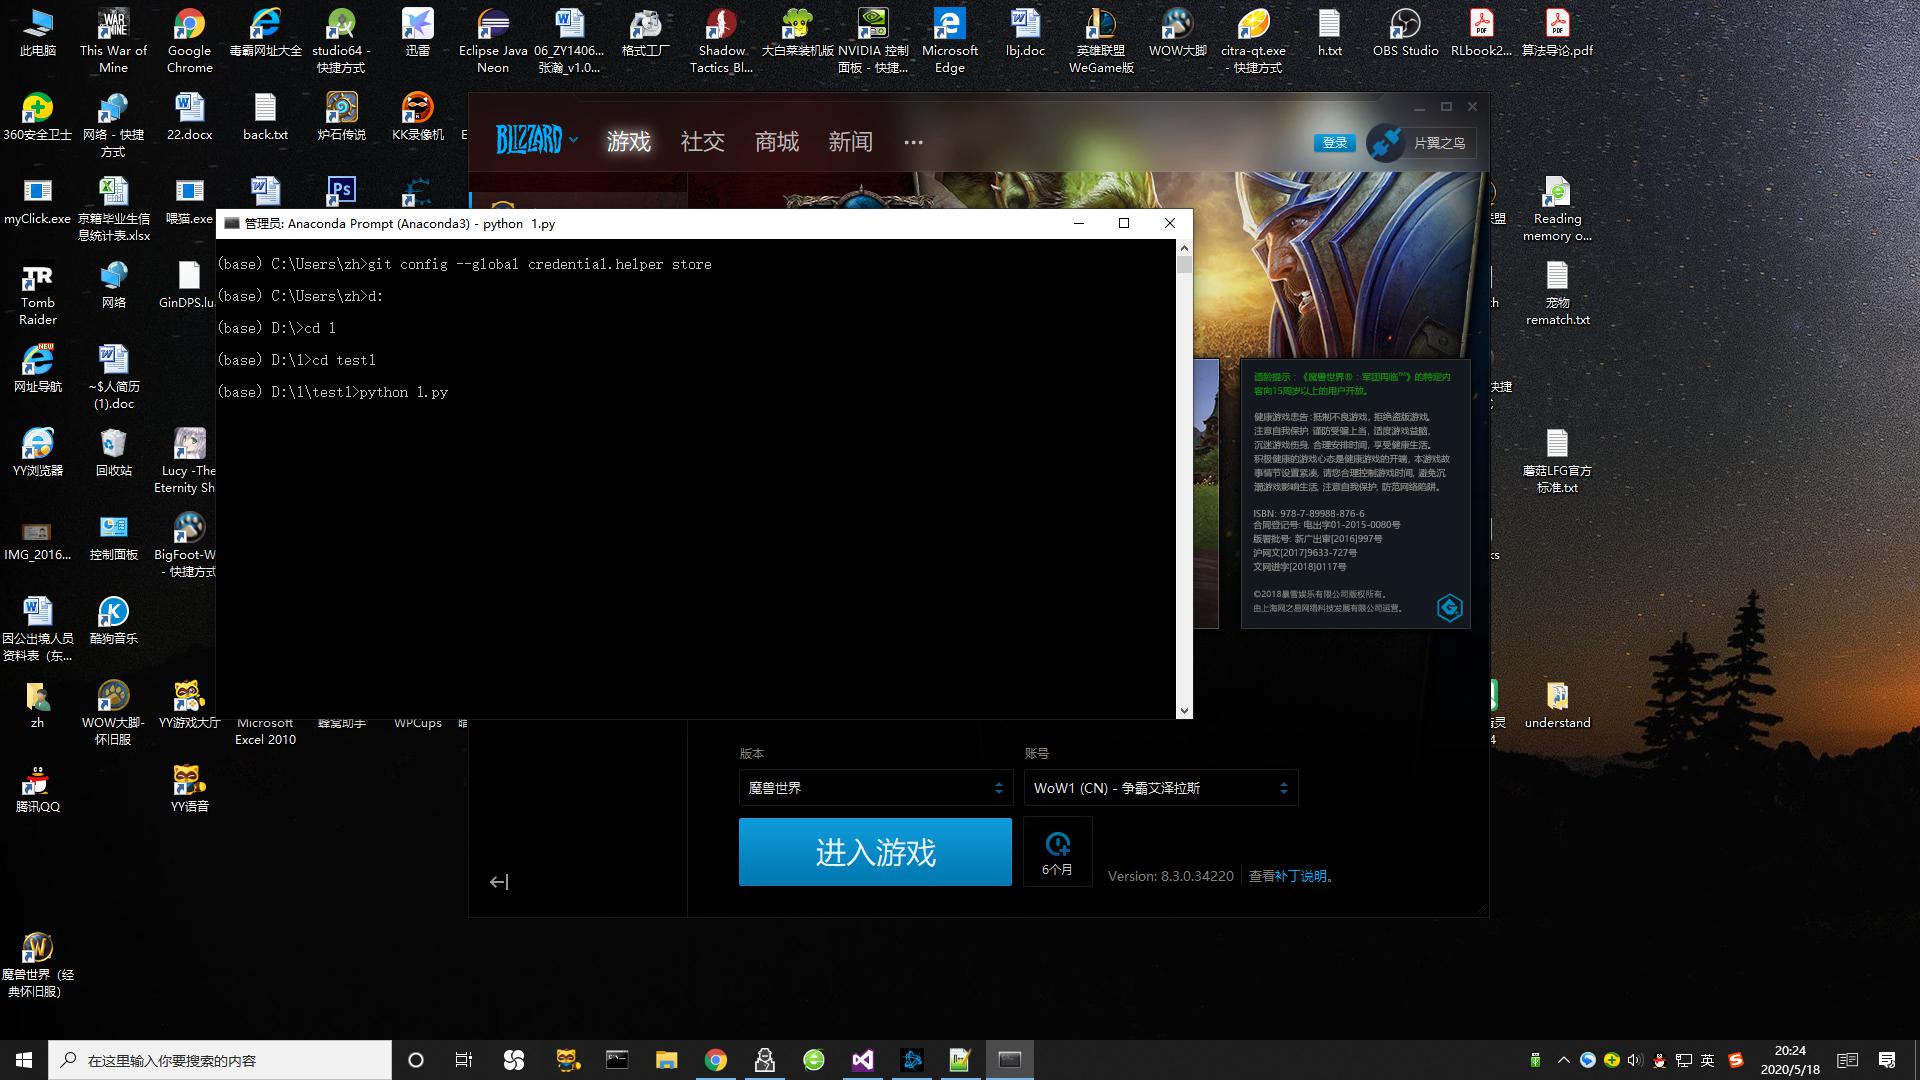 此电脑
This War of
Mine
Google
Chrome
毒霸网址大全
studio64 -
快捷方式
迅雷
Eclipse Java
Neon
06_ZY1406...
张瀚_v1.0...
格式工厂
Shadow
Tactics Bl...
大白菜装机版
NVIDIA 控制
面板 - 快捷...
Microsoft
Edge
lbj.doc
英雄联盟
WeGame版
WOW大脚
citra-qt.exe
- 快捷方式
h.txt
OBS Studio
RLbook2...
算法导论.pdf
360安全卫士
网络 - 快捷
方式
22.docx
back.txt
炉石传说
KK录像机
BLIZZARD
游戏
社交
商城
新闻
登录
片翼之鸟
myClick.exe
京籍毕业生信
息统计表.xlsx
喂猫.exe
Reading
memory o...
管理员: Anaconda Prompt (Anaconda3) - python  1.py
(base) C:\Users\zh>git config --global credential.helper store
(base) C:\Users\zh>d:
(base) D:\>cd 1
(base) D:\1>cd test1
(base) D:\1\test1>python 1.py
Tomb
Raider
网络
GinDPS.lu
宠物
rematch.txt
网址导航
~$人简历
(1).doc
适龄提示：《魔兽世界®：军团再临™》的特定内
容向15周岁以上的用户开放。
健康游戏忠告:抵制不良游戏, 拒绝盗版游戏,
注意自我保护, 谨防受骗上当, 适度游戏益脑,
沉迷游戏伤身, 合理安排时间, 享受健康生活。
积极健康的游戏心态是健康游戏的开端, 本游戏故
事情节设置紧凑, 请您合理控制游戏时间, 避免沉
溺游戏影响生活, 注意自我保护, 防范网络陷阱。
ISBN: 978-7-89988-876-6
合同登记号: 电出字01-2015-0080号
版署批号: 新广出审[2016]997号
沪网文[2017]9633-727号
文网进字[2018]0117号
©2018暴雪娱乐有限公司版权所有。
由上海网之易网络科技发展有限公司运营。
YY浏览器
回收站
Lucy -The
Eternity Sh
蘑菇LFG官方
标准.txt
IMG_2016...
控制面板
BigFoot-W
- 快捷方式
因公出境人员
资料表（东...
酷狗音乐
zh
WOW大脚-
怀旧服
YY游戏大厅
Microsoft
Excel 2010
蜂窝助手
WPCups
understand
腾讯QQ
YY语音
版本
账号
魔兽世界
WoW1 (CN) - 争霸艾泽拉斯
进入游戏
6个月
Version: 8.3.0.34220
查看补丁说明。
魔兽世界（经
典怀旧服）
在这里输入你要搜索的内容
英
20:24
2020/5/18